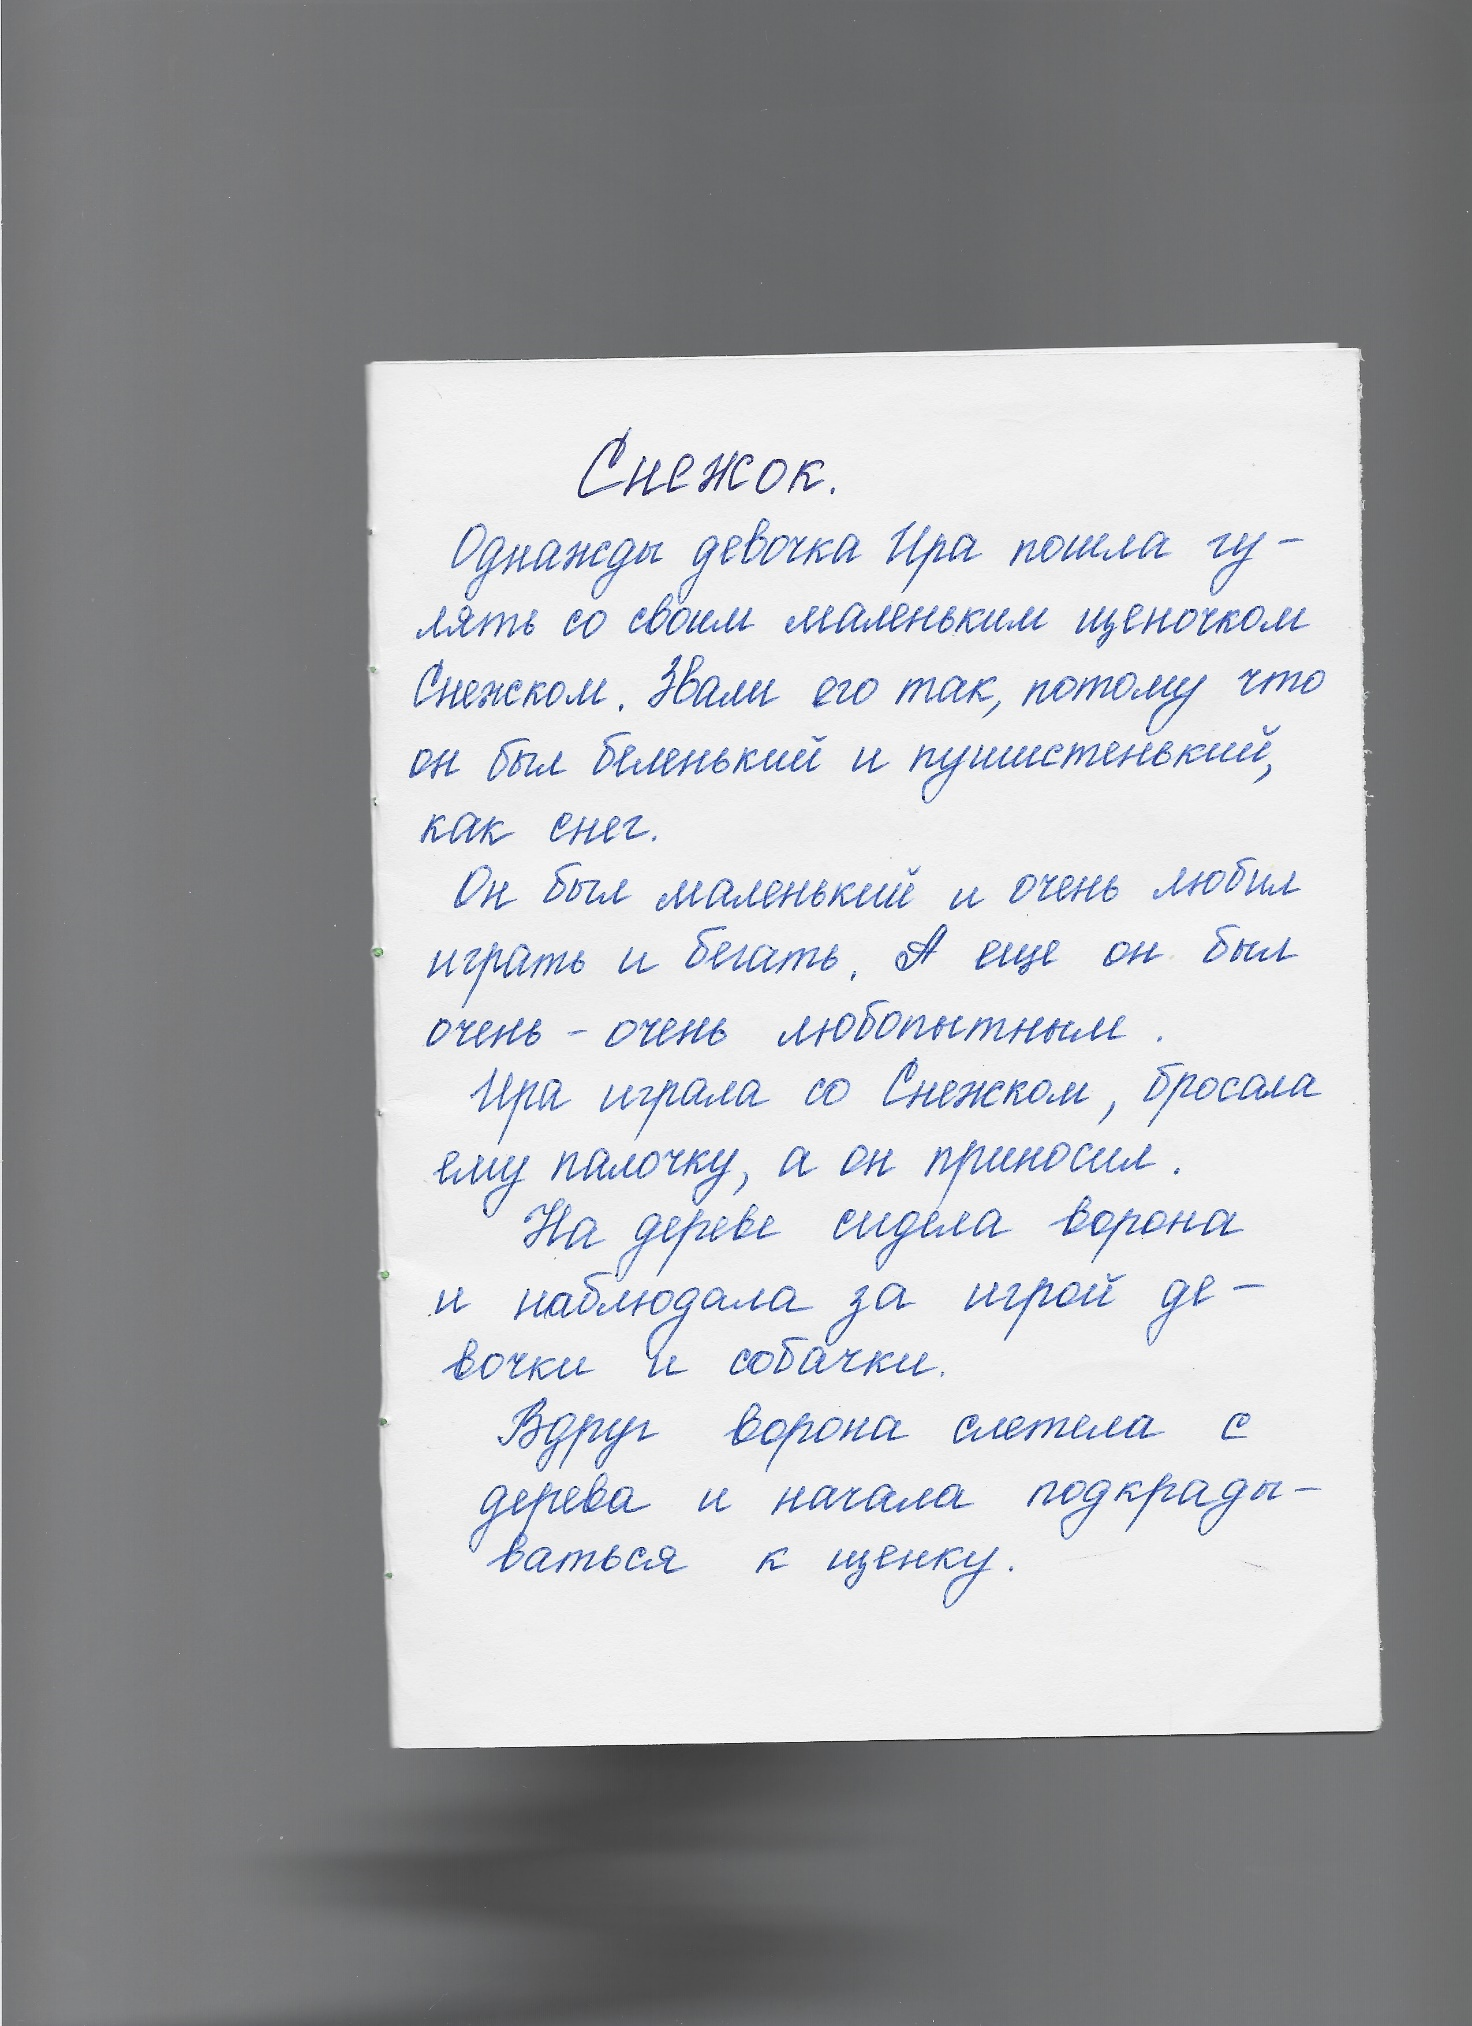 Снежок.
Однажды девочка Ира пошла гу-
лять со своим маленьким щеночком
Снежком. Звали его так, потому что
он был беленький и пушистенький,
как снег.
Он был маленький и очень любил
играть и бегать. А еще он был
очень - очень любопытным.
Ира играла со Снежком, бросала
ему палочку, а он приносил.
На дереве сидела ворона
и наблюдала за игрой де-
вочки и собачки.
Вдруг ворона слетела с
дерева и начала подкрады-
ваться к щенку.